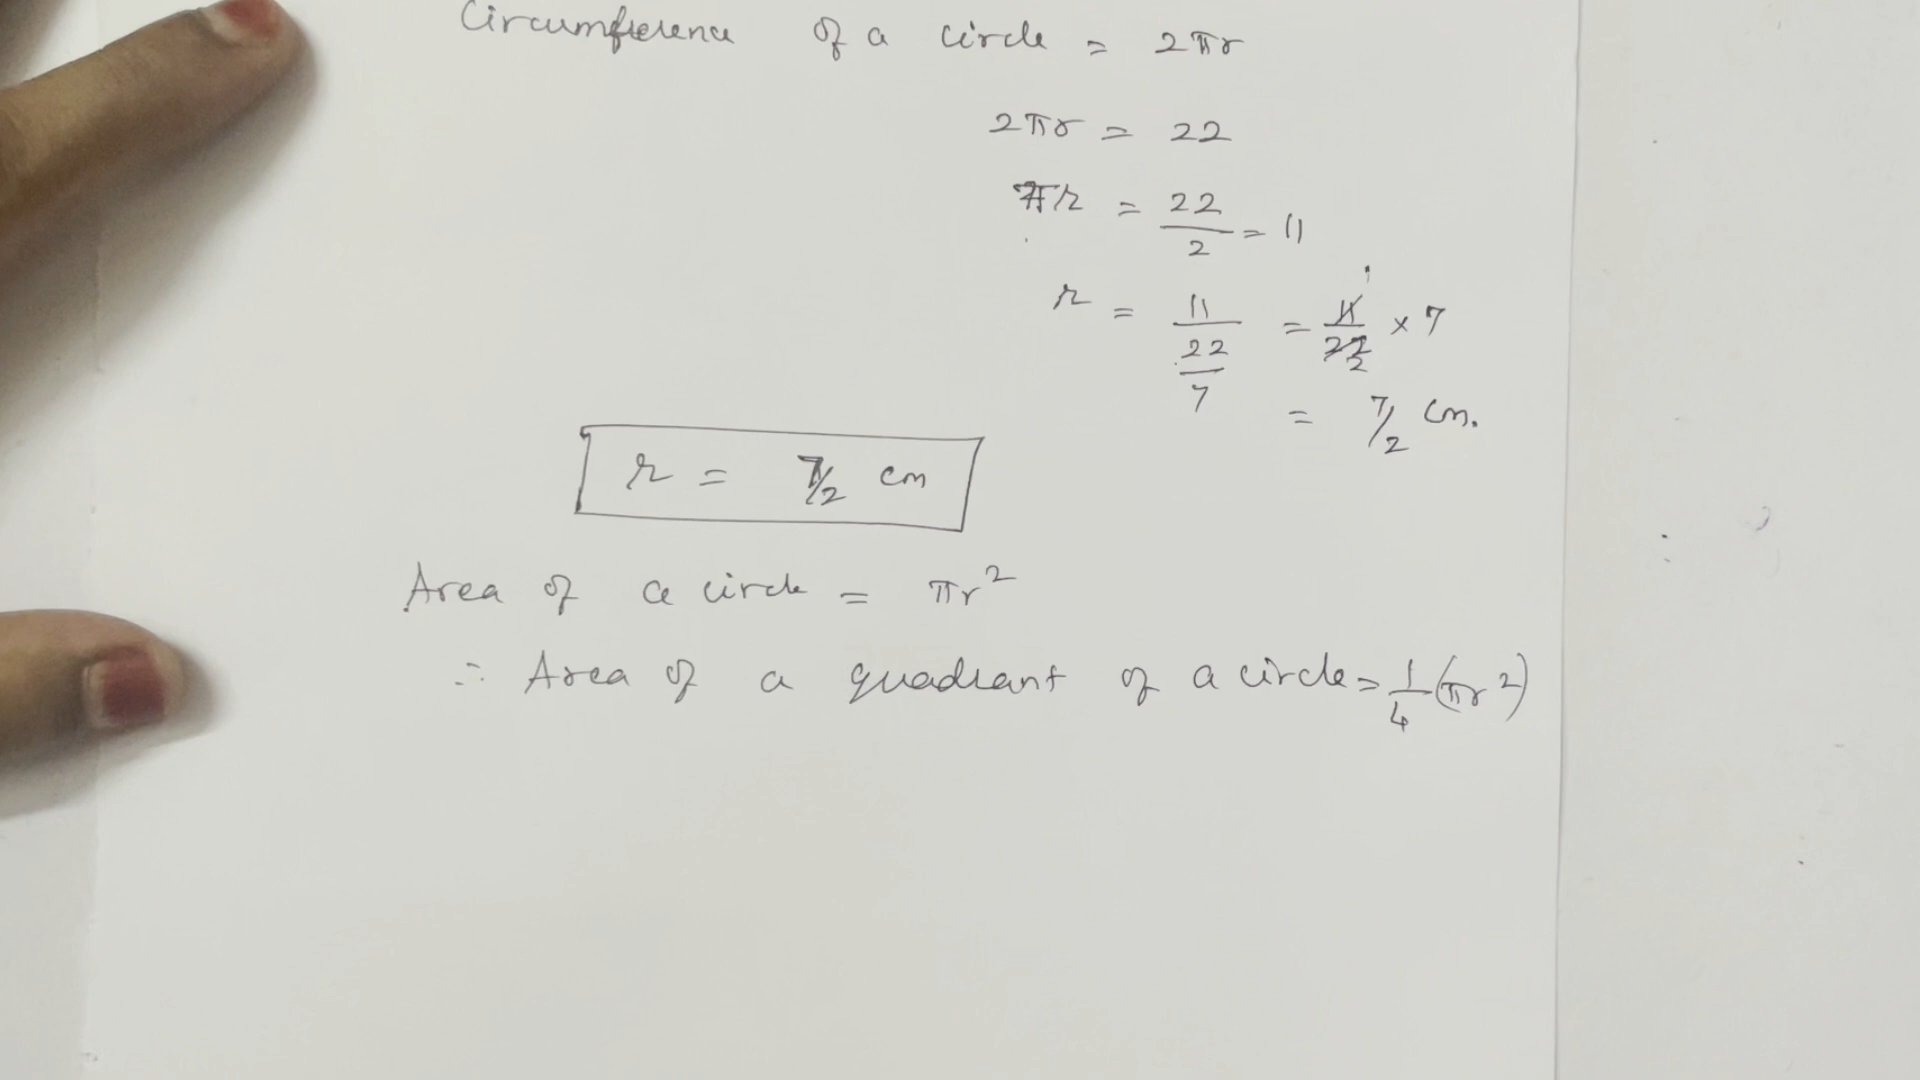 Circumference of a circle = 2πr
2πr = 22
πr = 22/2 = 11
r = 11/(22/7) = 11/22 × 7
= 7/2 cm.
r = 7/2 cm
Area of a circle = πr²
∴ Area of a quadrant of a circle = 1/4 (πr²)